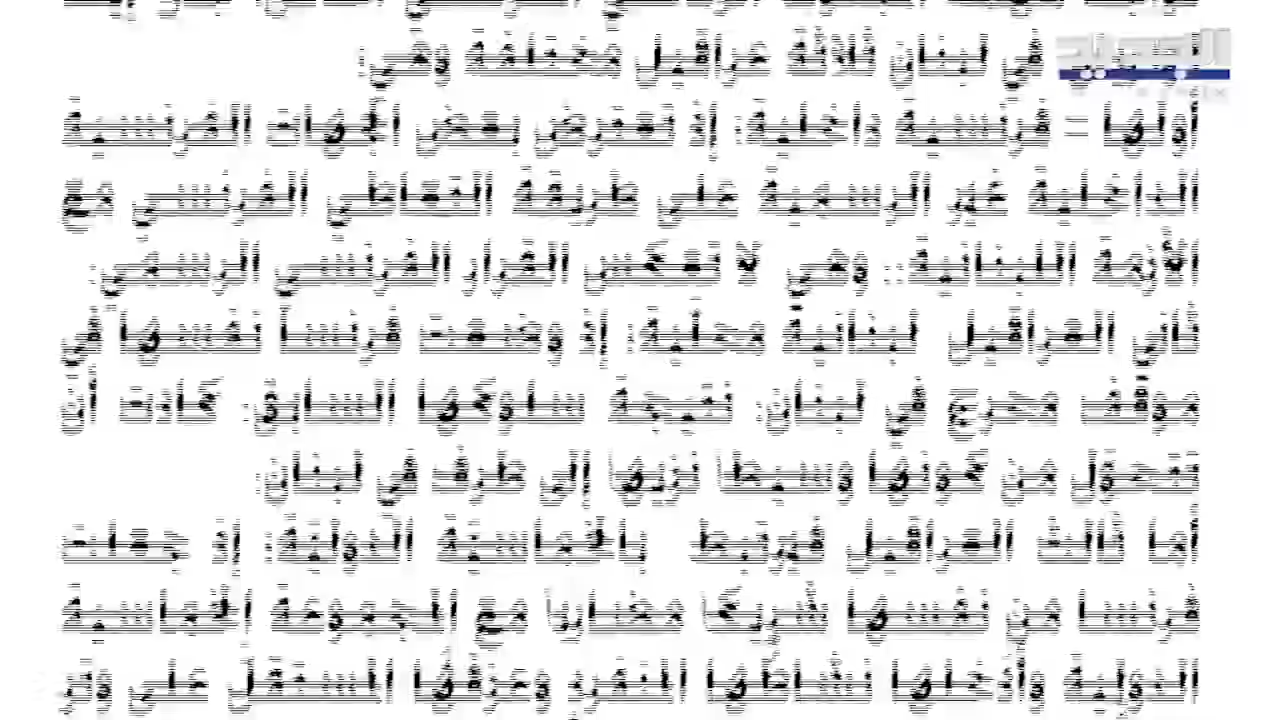 في لبنان ثلاثة عراقيل مختلفة وهي
أولها = فرنسية داخلية: إذ تعترض بعض الجهات الفرنسية
الداخلية غير الرسمية على طريقة التعاطي الفرنسي مع
الأزمة اللبنانية.. وهي لا تعكس القرار الفرنسي الرسمي.
ثاني العراقيل لبنانية محلية: إذ وضعت فرنسا نفسها في
موقف محرج في لبنان. نتيجة سلوكها السابق. كادت أن
تتحول من كونها وسيطا نزيها إلى طرف في لبنان.
أما ثالث العراقيل فيرتبط بالخماسية الدولية: إذ جعلت
فرنسا من نفسها شريكا مضاربا مع المجموعة الخماسية
الدولية وأدخلها نشاطها المنفرد وعزفها المستقل على وتر